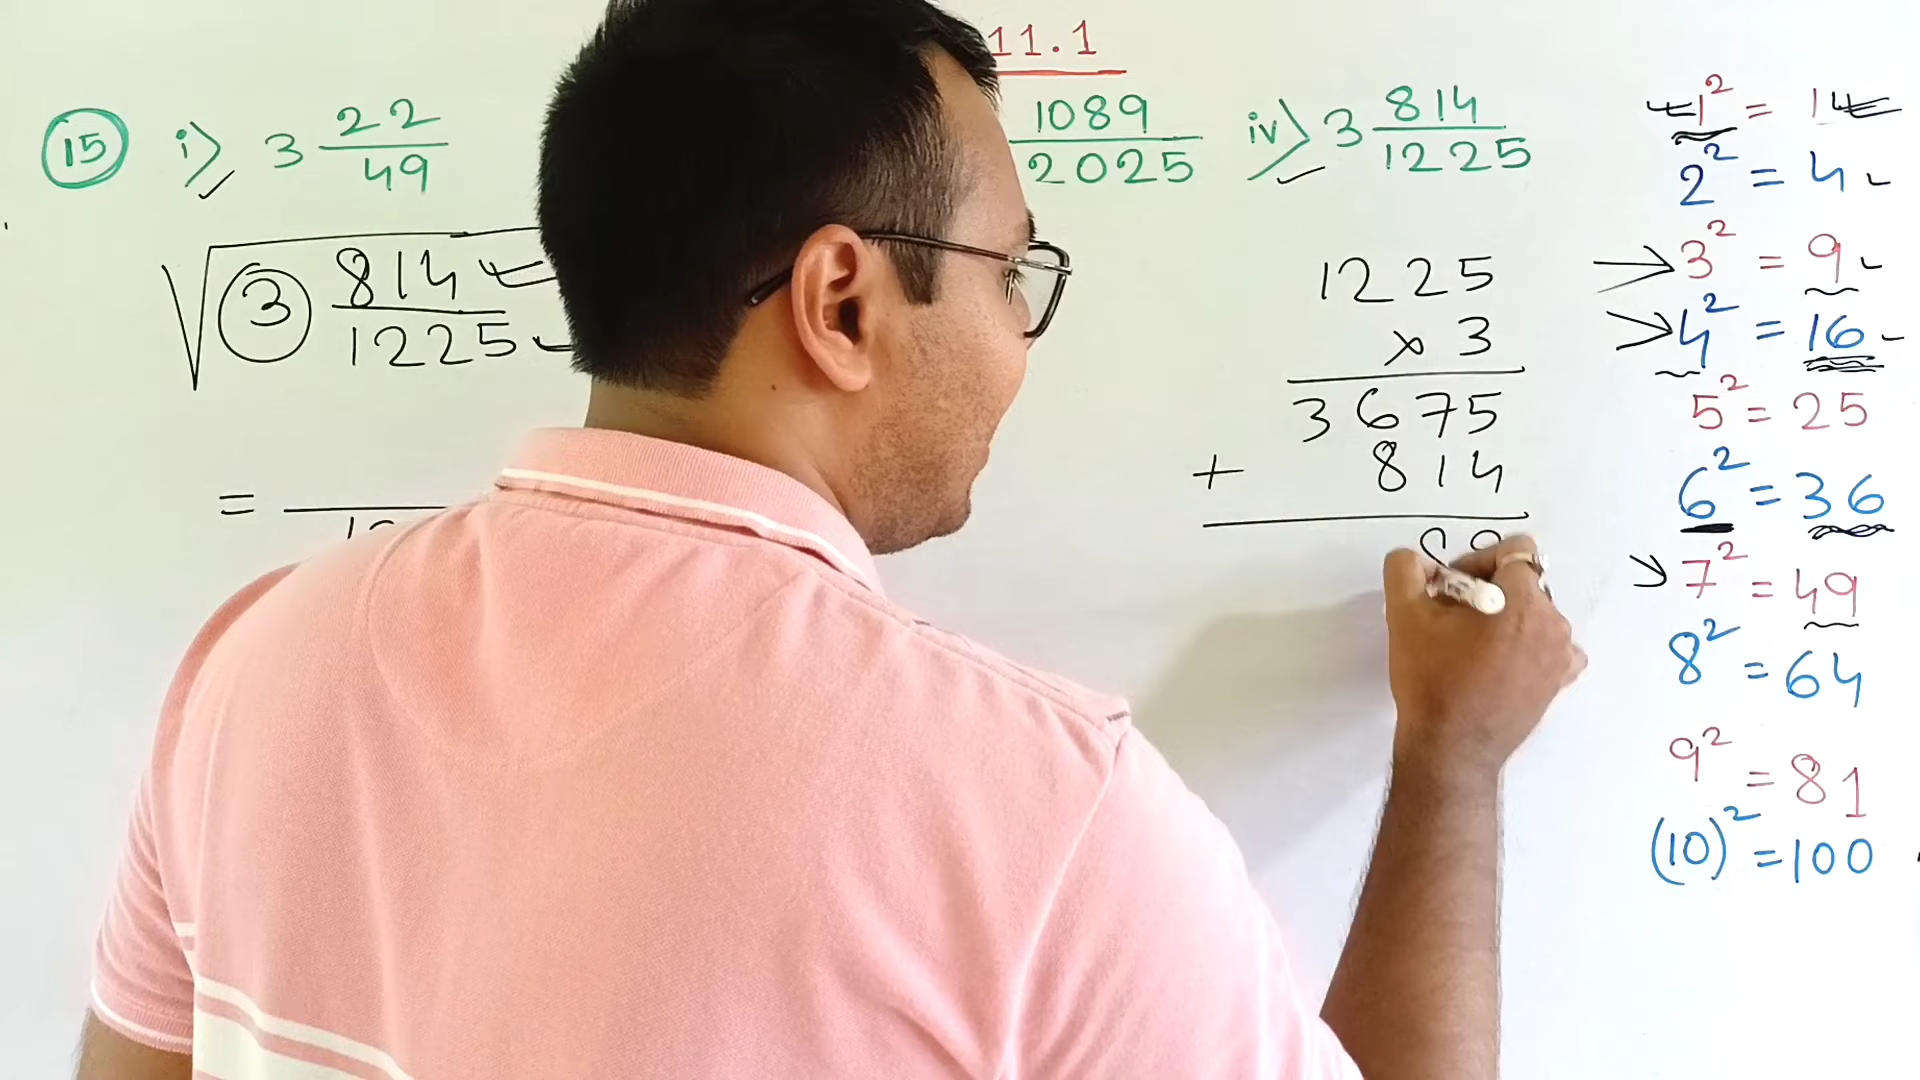 11.1
15 i) 3 22/49 1089/2025 iv) 3 814/1225
√3 814/1225
=
1225
× 3
3675
+ 814
89
1² = 1
2² = 4
3² = 9
4² = 16
5² = 25
6² = 36
7² = 49
8² = 64
9² = 81
(10)² = 100